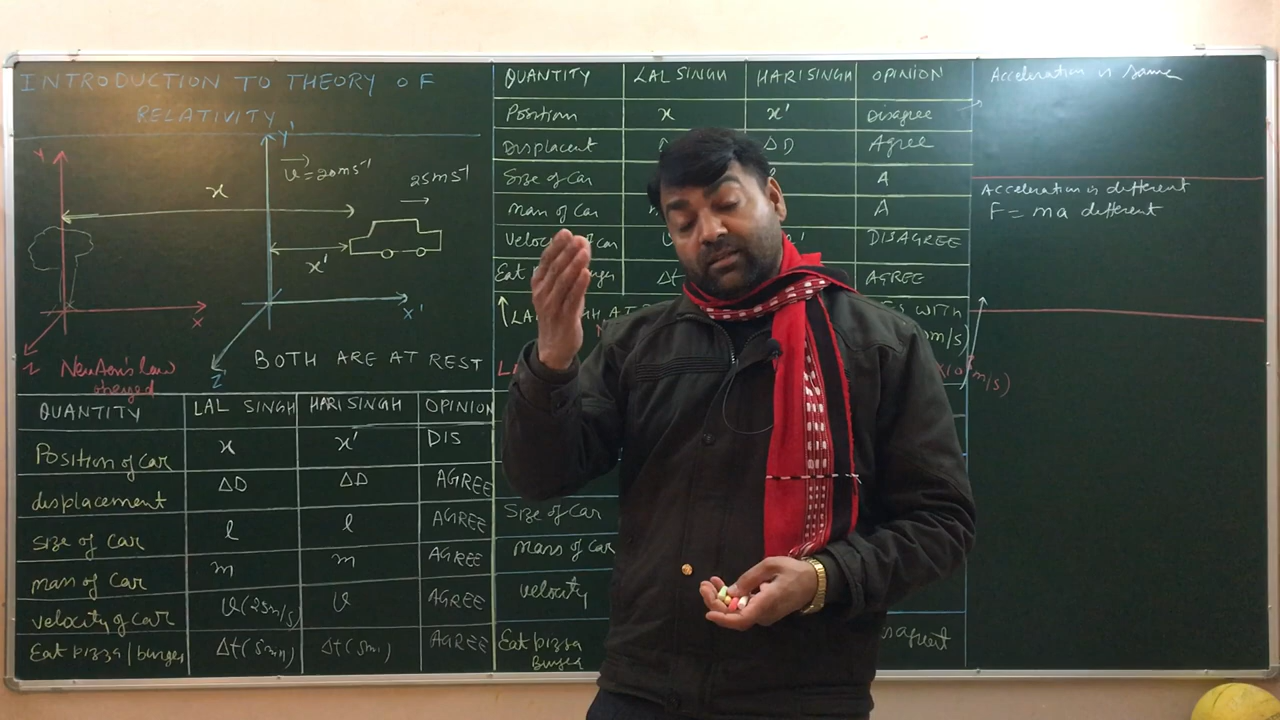 INTRODUCTION TO THEORY OF
RELATIVITY
Y
Y'
V = 20ms⁻¹
25ms⁻¹
x
x'
X
X'
Z
Z'
Newton's law
obeyed
BOTH ARE AT REST
QUANTITY LAL SINGH HARI SINGH OPINION
Position of car x x' DIS
displacement ΔD ΔD AGREE
size of car l l AGREE
mass of car m m AGREE
velocity of car V(25m/s) V AGREE
Eat pizza/burger Δt(5min) Δt(5mi) AGREE
QUANTITY LAL SINGH HARI SINGH OPINION
Position x x' Disagree
Displacent ΔD Agree
Size of Car A
Mass of Car A
DISAGREE
Δt AGREE
WITH
m/s)
m/s)
Size of Car
Mass of Car
velocity
Eat pizza
Burger
Acceleration is same
Acceleration is different
F = ma different